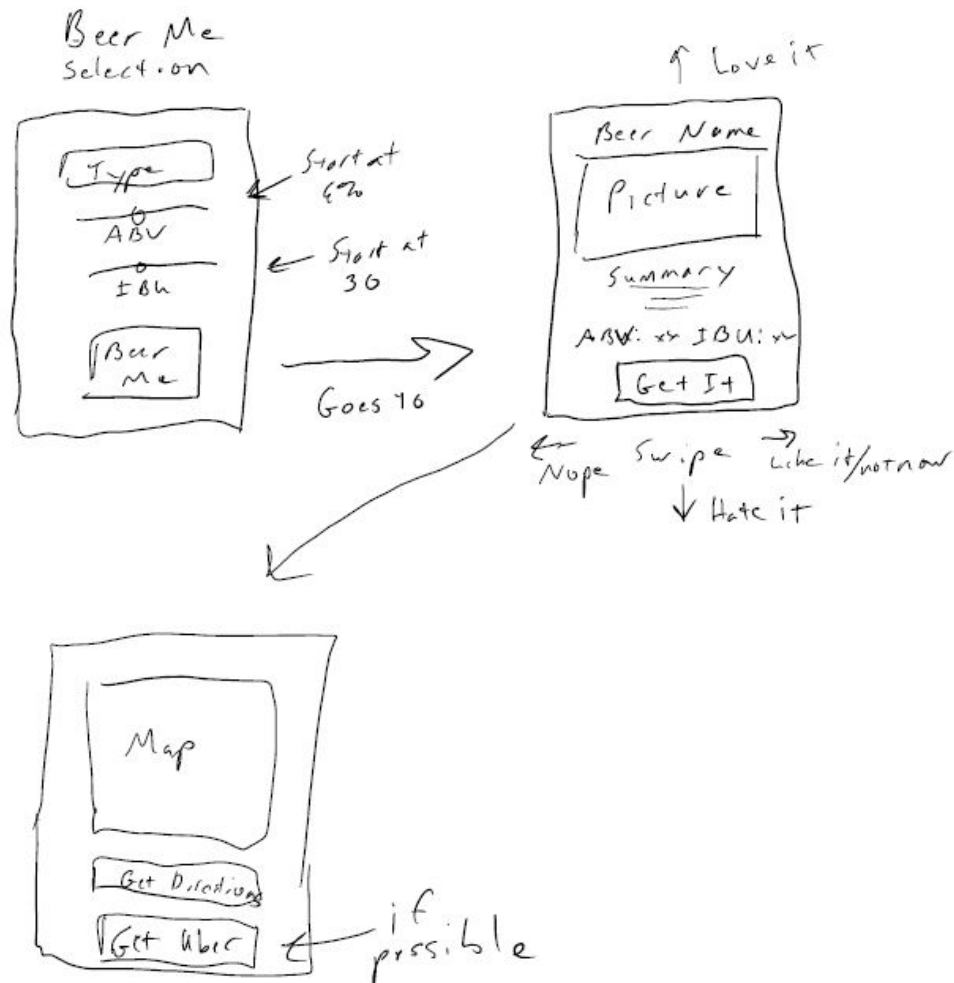 Beer Me
Selection
Type
Start at
ABV
Start at
30
IBU
Beer
Me
Goes to
↑ Love it
Beer Name
Picture
Summary
ABV: xx IBU: xx
Get It
← Nope Swipe → Like it/not now
↓ Hate it
Map
Get Directions
Get Uber
if
possible